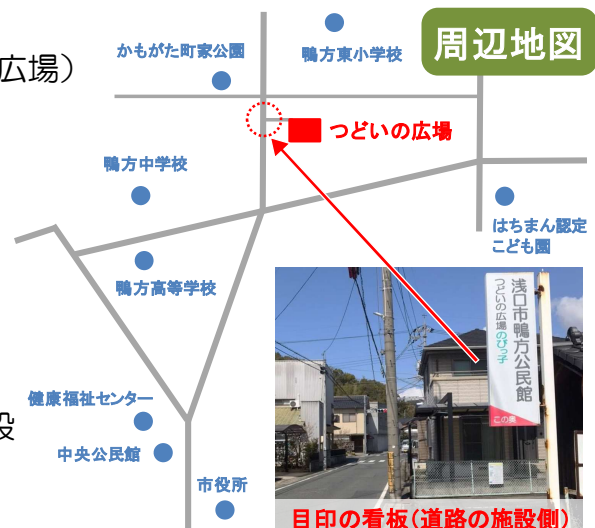 周辺地図
広場）
かもがた町家公園
鴨方東小学校
つどいの広場
鴨方中学校
はちまん認定
こども園
鴨方高等学校
浅口市鴨方公民館
つどいの広場のびっ子
この奥
健康福祉センター
設
中央公民館
市役所
目印の看板（道路の施設側）